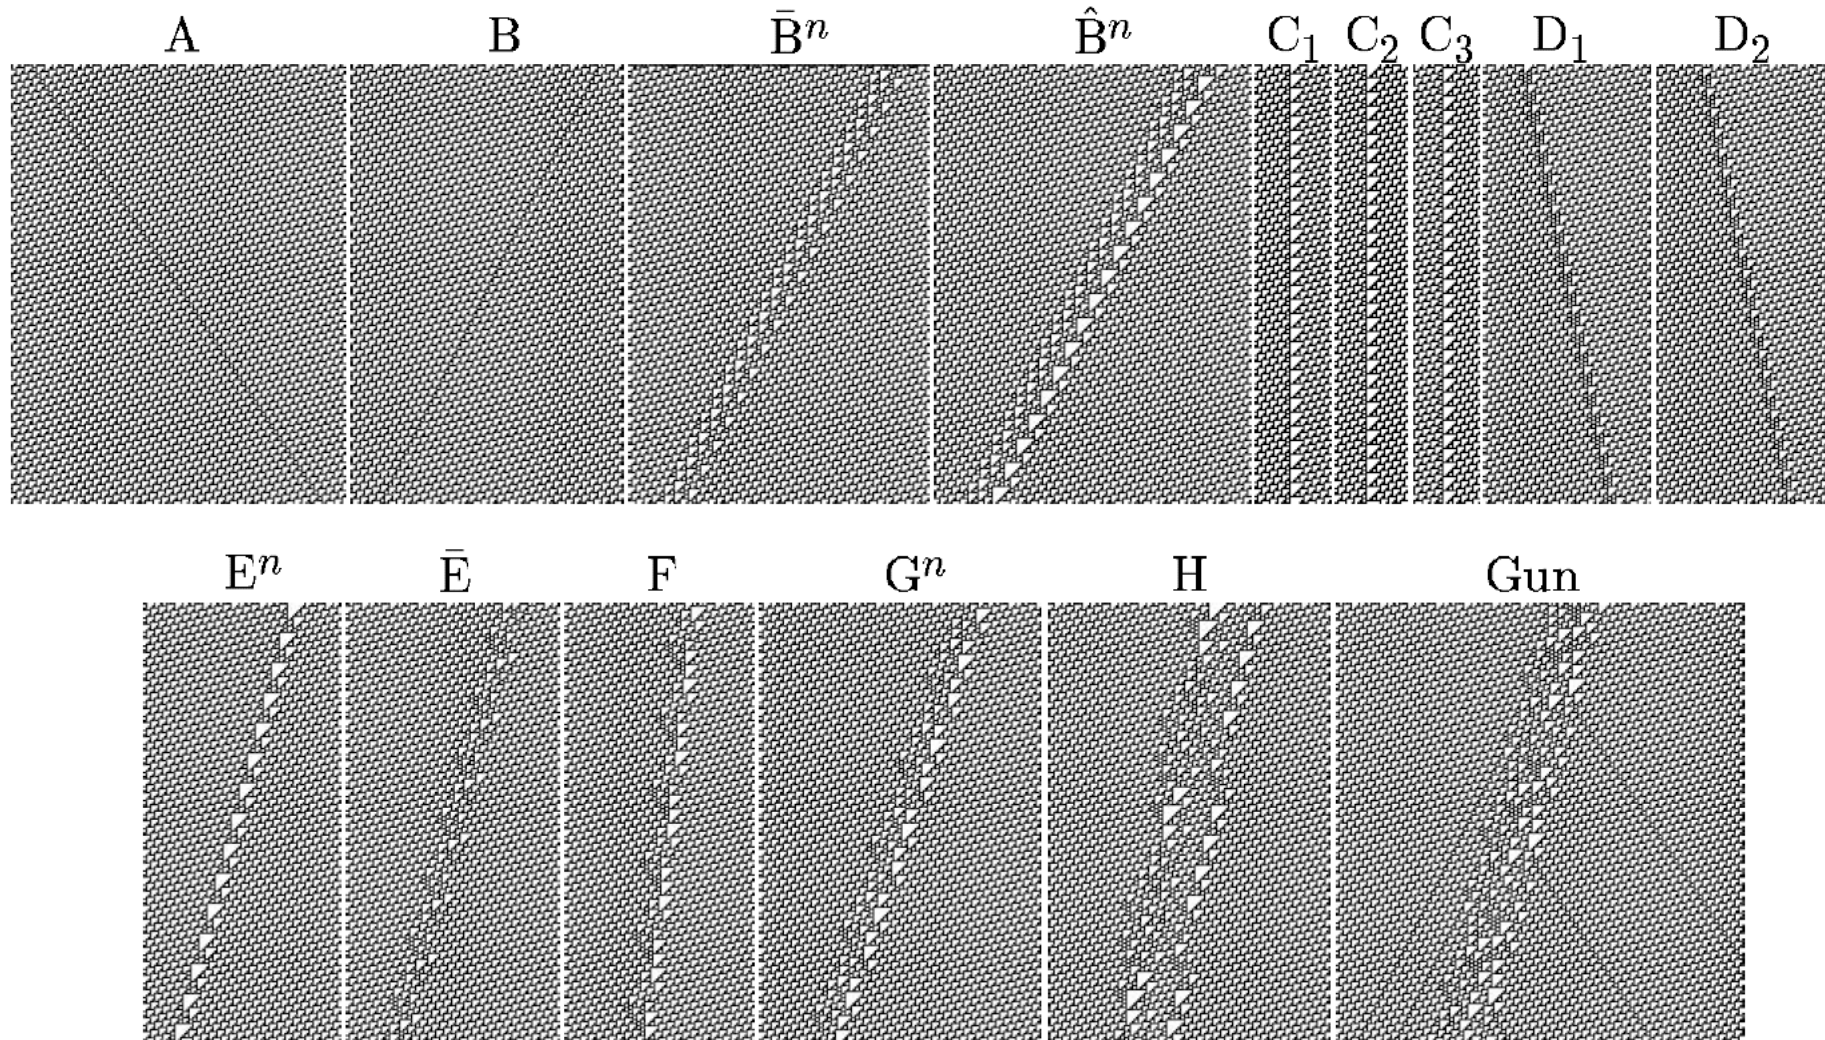 A B B̄ⁿ B̂ⁿ C₁ C₂ C₃ D₁ D₂
Eⁿ Ē F Gⁿ H Gun